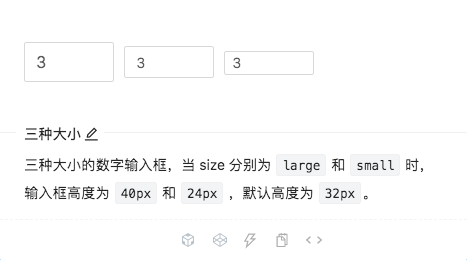 3 3 3
三种大小
三种大小的数字输入框，当 size 分别为 large 和 small 时，
输入框高度为 40px 和 24px ，默认高度为 32px 。